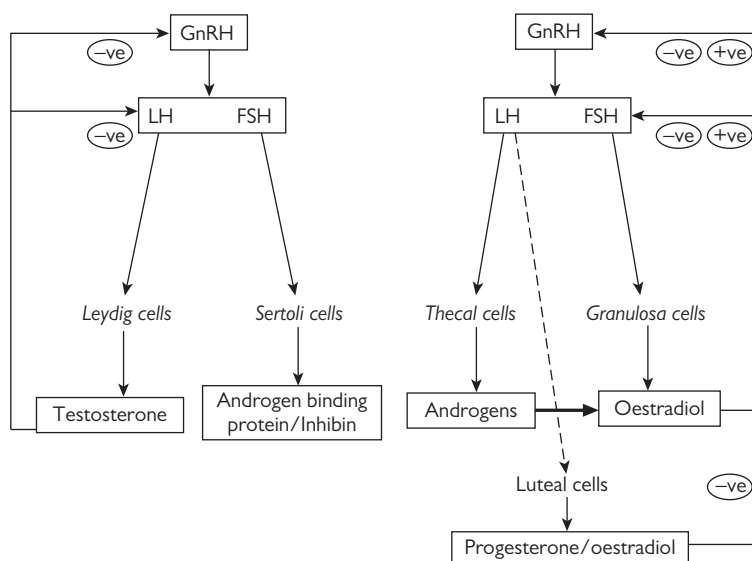 GnRH
–ve
LH FSH
–ve
Leydig cells
Sertoli cells
Testosterone
Androgen binding
protein/Inhibin
GnRH
–ve +ve
LH FSH
–ve +ve
Thecal cells
Granulosa cells
Androgens
Oestradiol
Luteal cells
–ve
Progesterone/oestradiol